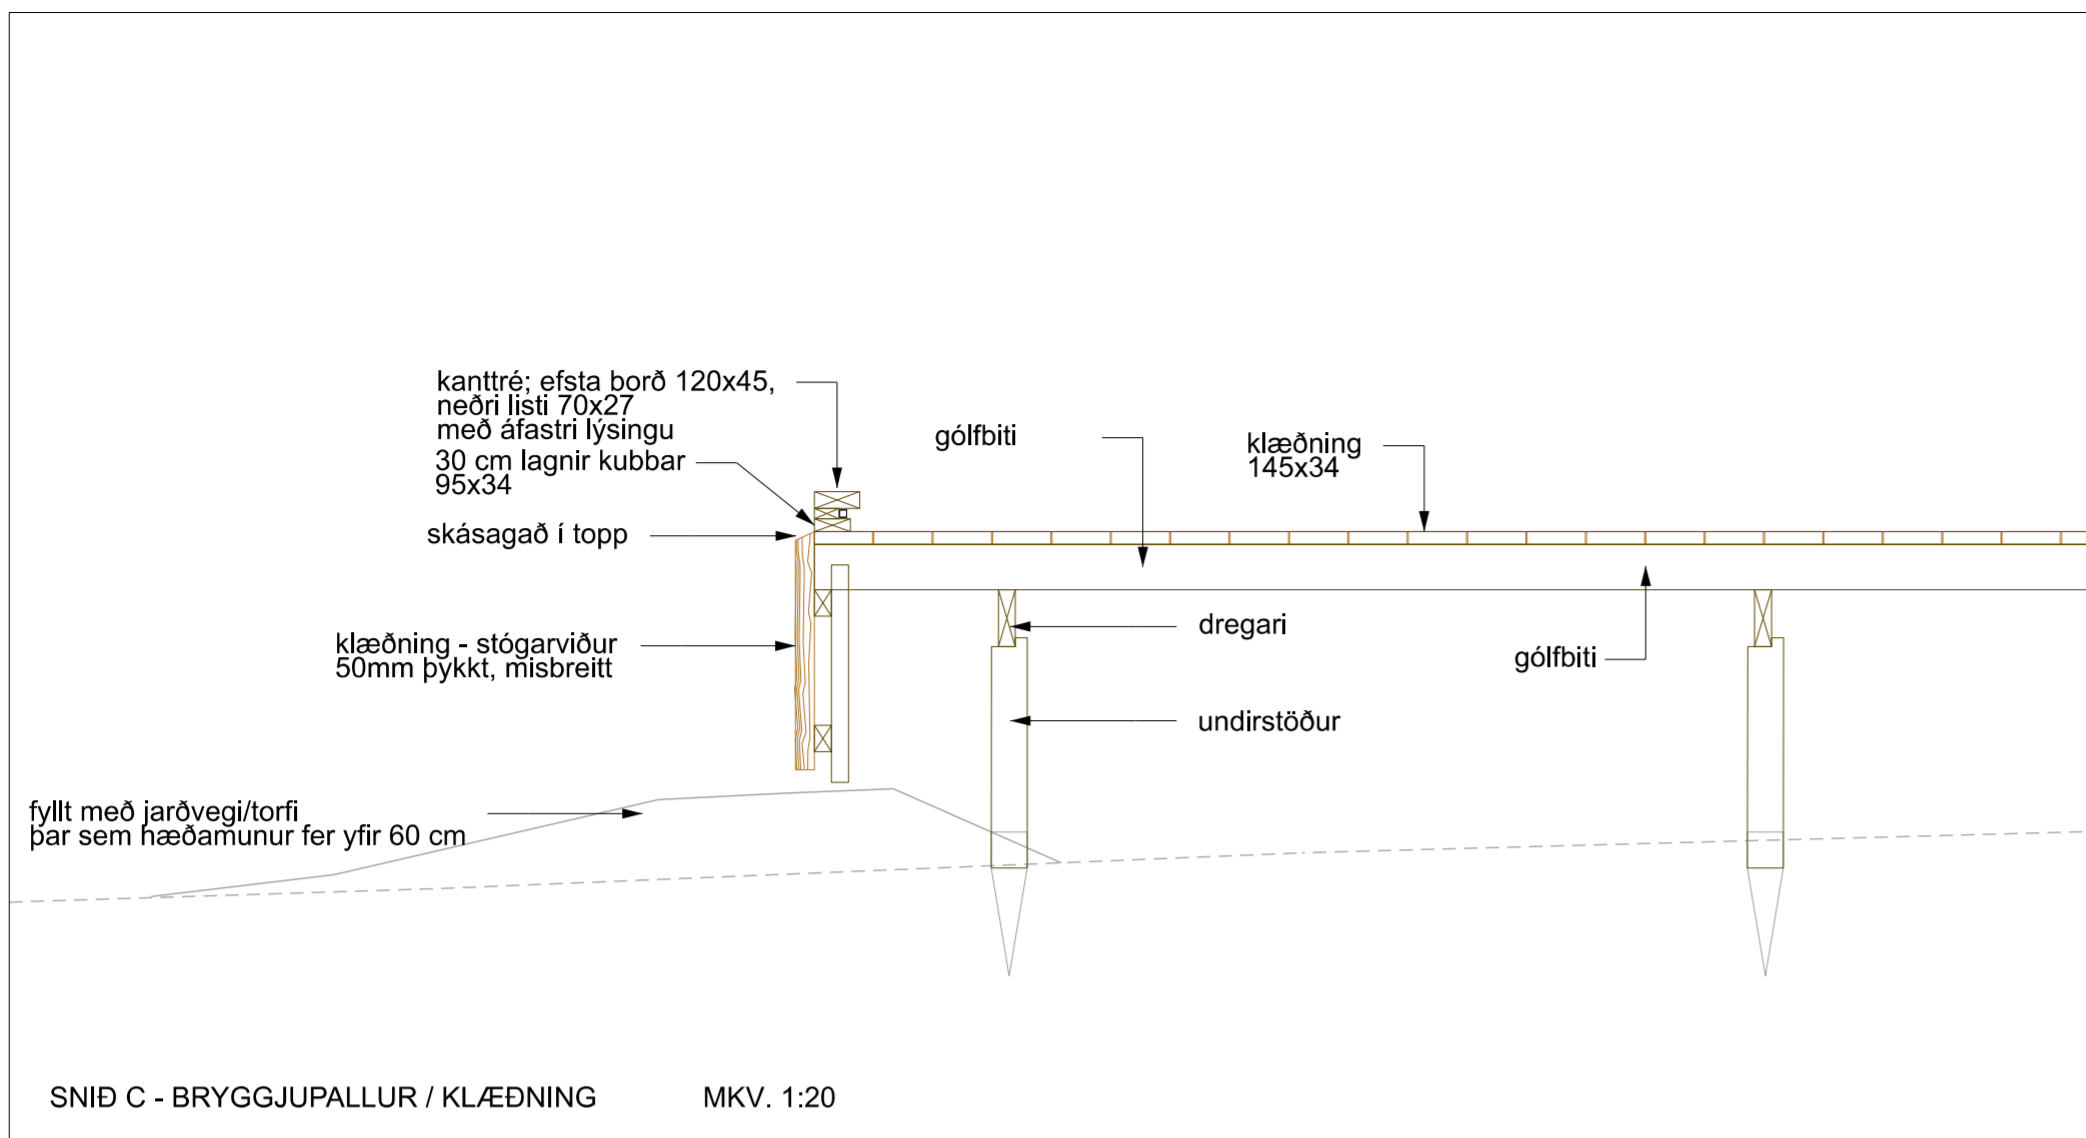 kanttré; efsta borð 120x45,
neðri listi 70x27
með áfastri lýsingu
30 cm lagnir kubbar
95x34
skásagað í topp
klæðning - stógarviður
50mm þykkt, misbreitt
fyllt með jarðvegi/torfi
þar sem hæðamunur fer yfir 60 cm
gólfbiti
klæðning
145x34
dregari
gólfbiti
undirstöður
SNIÐ C - BRYGGJUPALLUR / KLÆÐNING MKV. 1:20